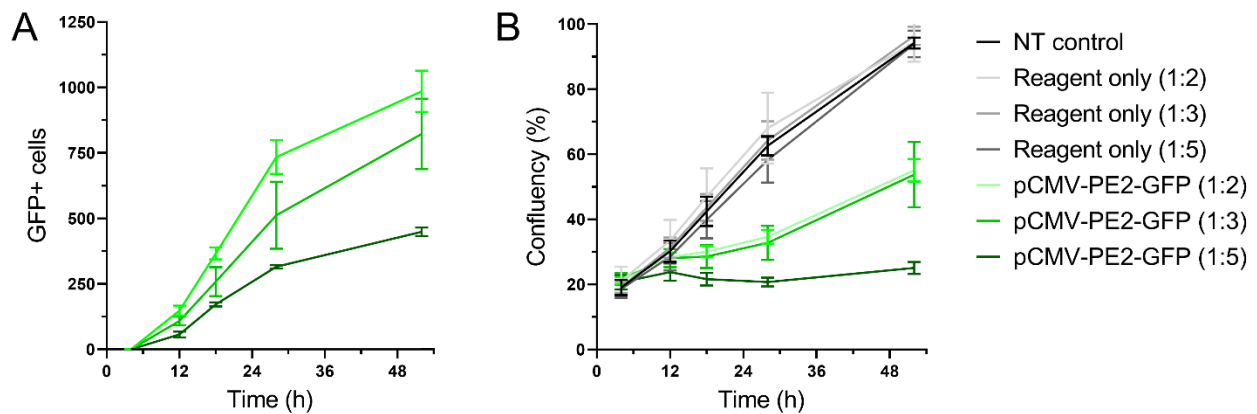 A
GFP+ cells
1250
1000
750
500
250
0
0 12 24 36 48
Time (h)
B
Confluency (%)
100
80
60
40
20
0
0 12 24 36 48
Time (h)
NT control
Reagent only (1:2)
Reagent only (1:3)
Reagent only (1:5)
pCMV-PE2-GFP (1:2)
pCMV-PE2-GFP (1:3)
pCMV-PE2-GFP (1:5)